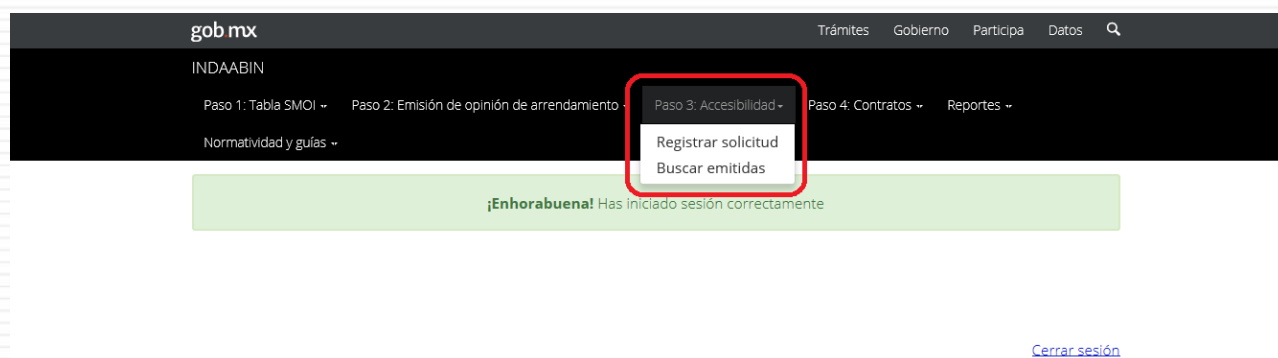 gob.mx Trámites Gobierno Participa Datos
INDAABIN
Paso 1: Tabla SMOI Paso 2: Emisión de opinión de arrendamiento Paso 3: Accesibilidad Paso 4: Contratos Reportes
Normatividad y guías
Registrar solicitud
Buscar emitidas
¡Enhorabuena! Has iniciado sesión correctamente
Cerrar sesión